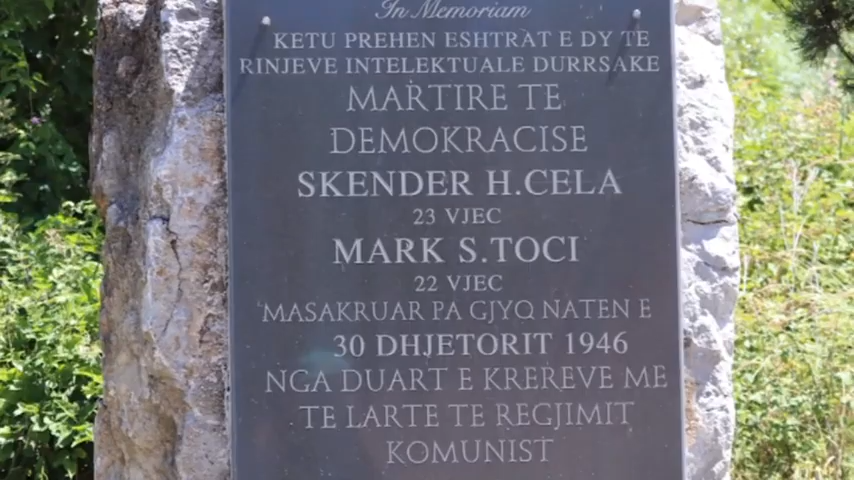 In Memoriam
KETU PREHEN ESHTRAT E DY TE
RINJEVE INTELEKTUALE DURRSAKE
MARTIRE TE
DEMOKRACISE
SKENDER H.CELA
23 VJEC
MARK S.TOCI
22 VJEC
MASAKRUAR PA GJYQ NATEN E
30 DHJETORIT 1946
NGA DUART E KREREVE ME
TE LARTE TE REGJIMIT
KOMUNIST